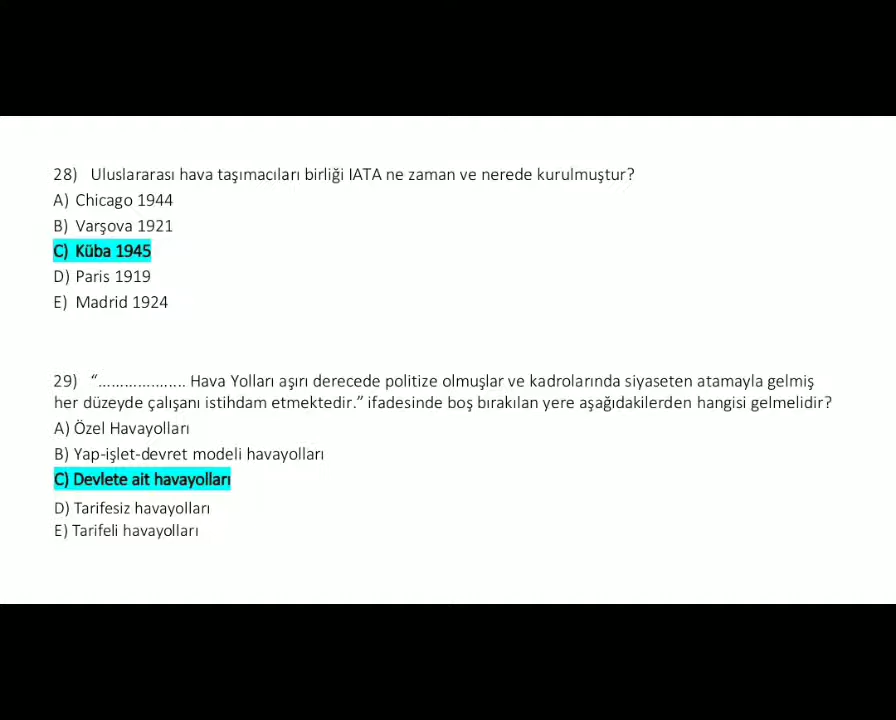 28) Uluslararası hava taşımacıları birliği IATA ne zaman ve nerede kurulmuştur?
A) Chicago 1944
B) Varşova 1921
C) Küba 1945
D) Paris 1919
E) Madrid 1924
29) “................... Hava Yolları aşırı derecede politize olmuşlar ve kadrolarında siyaseten atamayla gelmiş
her düzeyde çalışanı istihdam etmektedir.” ifadesinde boş bırakılan yere aşağıdakilerden hangisi gelmelidir?
A) Özel Havayolları
B) Yap-işlet-devret modeli havayolları
C) Devlete ait havayolları
D) Tarifesiz havayolları
E) Tarifeli havayolları